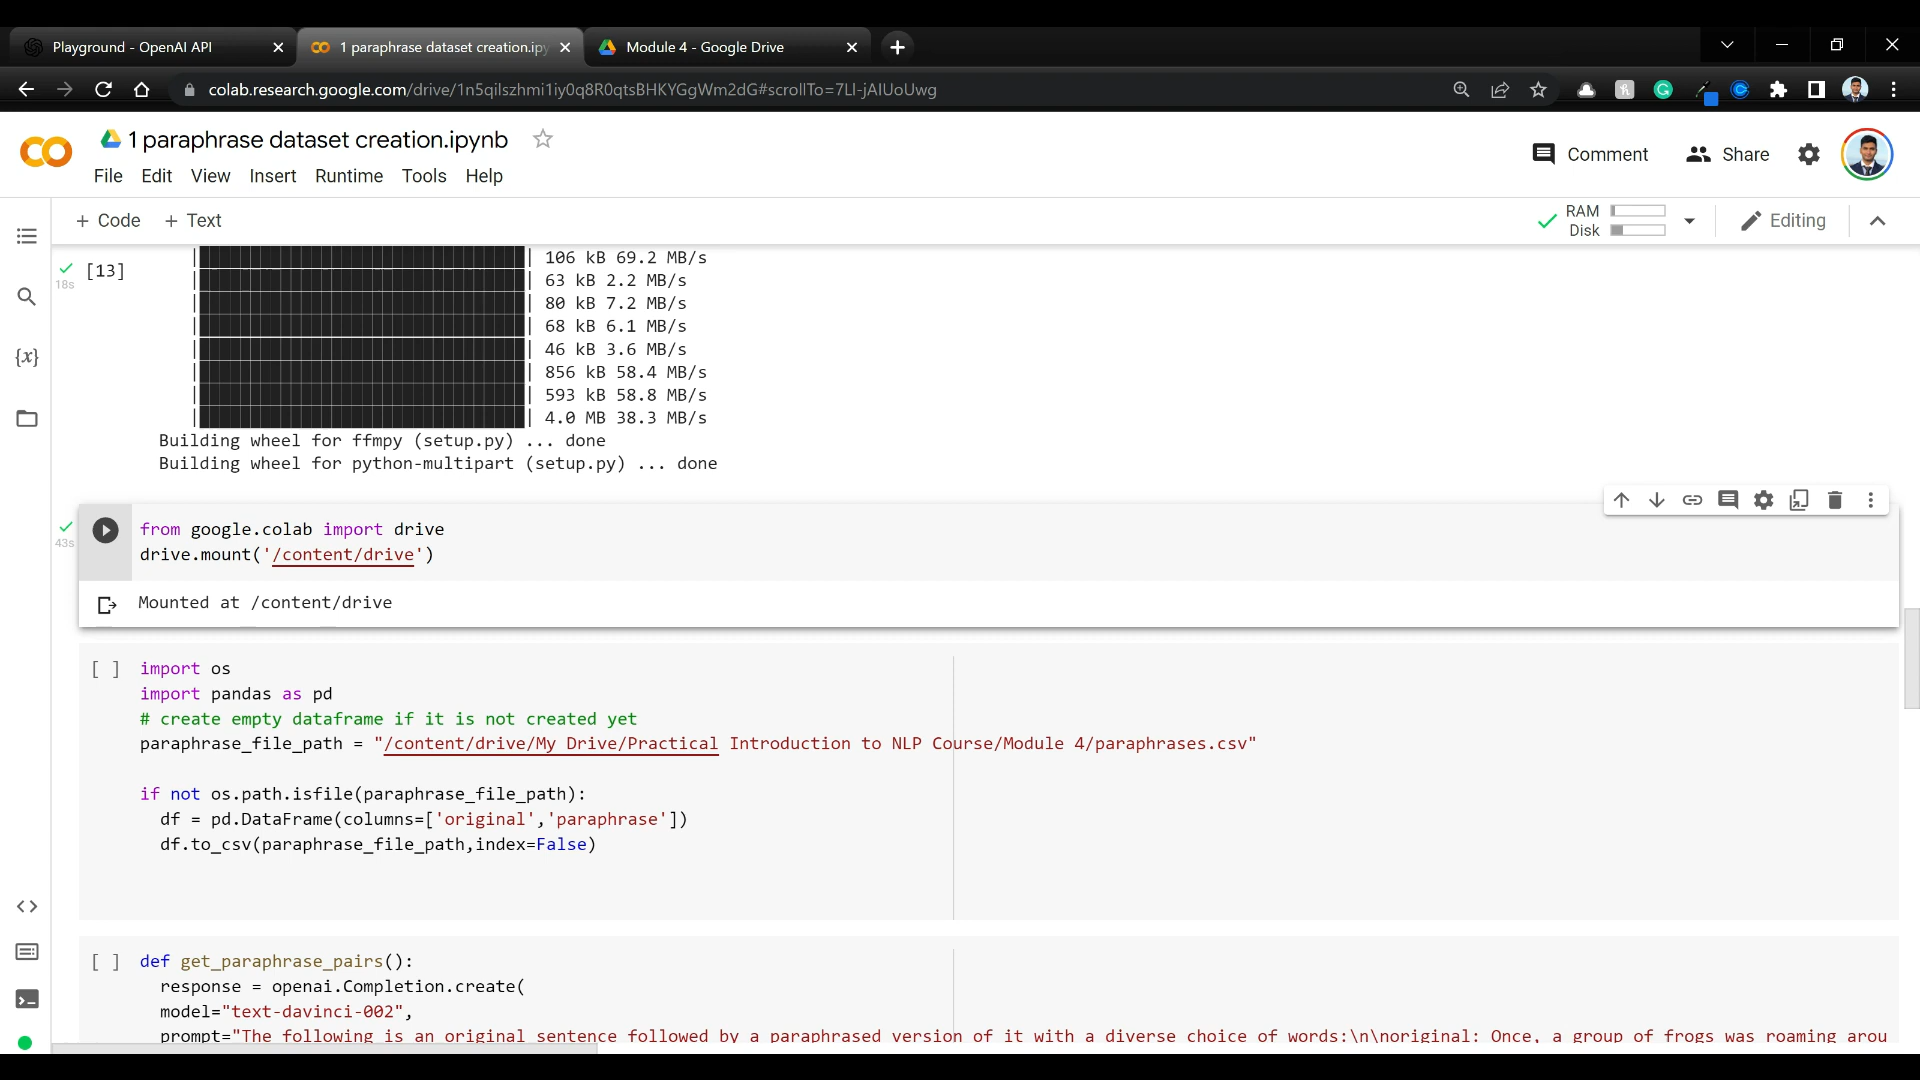 Playground - OpenAI API
1 paraphrase dataset creation.ipy
Module 4 - Google Drive
colab.research.google.com/drive/1n5qilszhmi1iy0q8R0qtsBHKYGgWm2dG#scrollTo=7LI-jAIUoUwg
1 paraphrase dataset creation.ipynb
Comment
Share
File Edit View Insert Runtime Tools Help
+ Code + Text
RAM
Disk
Editing
[13]
18s
106 kB 69.2 MB/s
63 kB 2.2 MB/s
80 kB 7.2 MB/s
68 kB 6.1 MB/s
46 kB 3.6 MB/s
856 kB 58.4 MB/s
593 kB 58.8 MB/s
4.0 MB 38.3 MB/s
Building wheel for ffmpy (setup.py) ... done
Building wheel for python-multipart (setup.py) ... done
43s
from google.colab import drive
drive.mount('/content/drive')
Mounted at /content/drive
[ ] import os
import pandas as pd
# create empty dataframe if it is not created yet
paraphrase_file_path = "/content/drive/My Drive/Practical Introduction to NLP Course/Module 4/paraphrases.csv"
if not os.path.isfile(paraphrase_file_path):
df = pd.DataFrame(columns=['original','paraphrase'])
df.to_csv(paraphrase_file_path,index=False)
[ ] def get_paraphrase_pairs():
response = openai.Completion.create(
model="text-davinci-002",
prompt="The following is an original sentence followed by a paraphrased version of it with a diverse choice of words:\n\noriginal: Once, a group of frogs was roaming arou